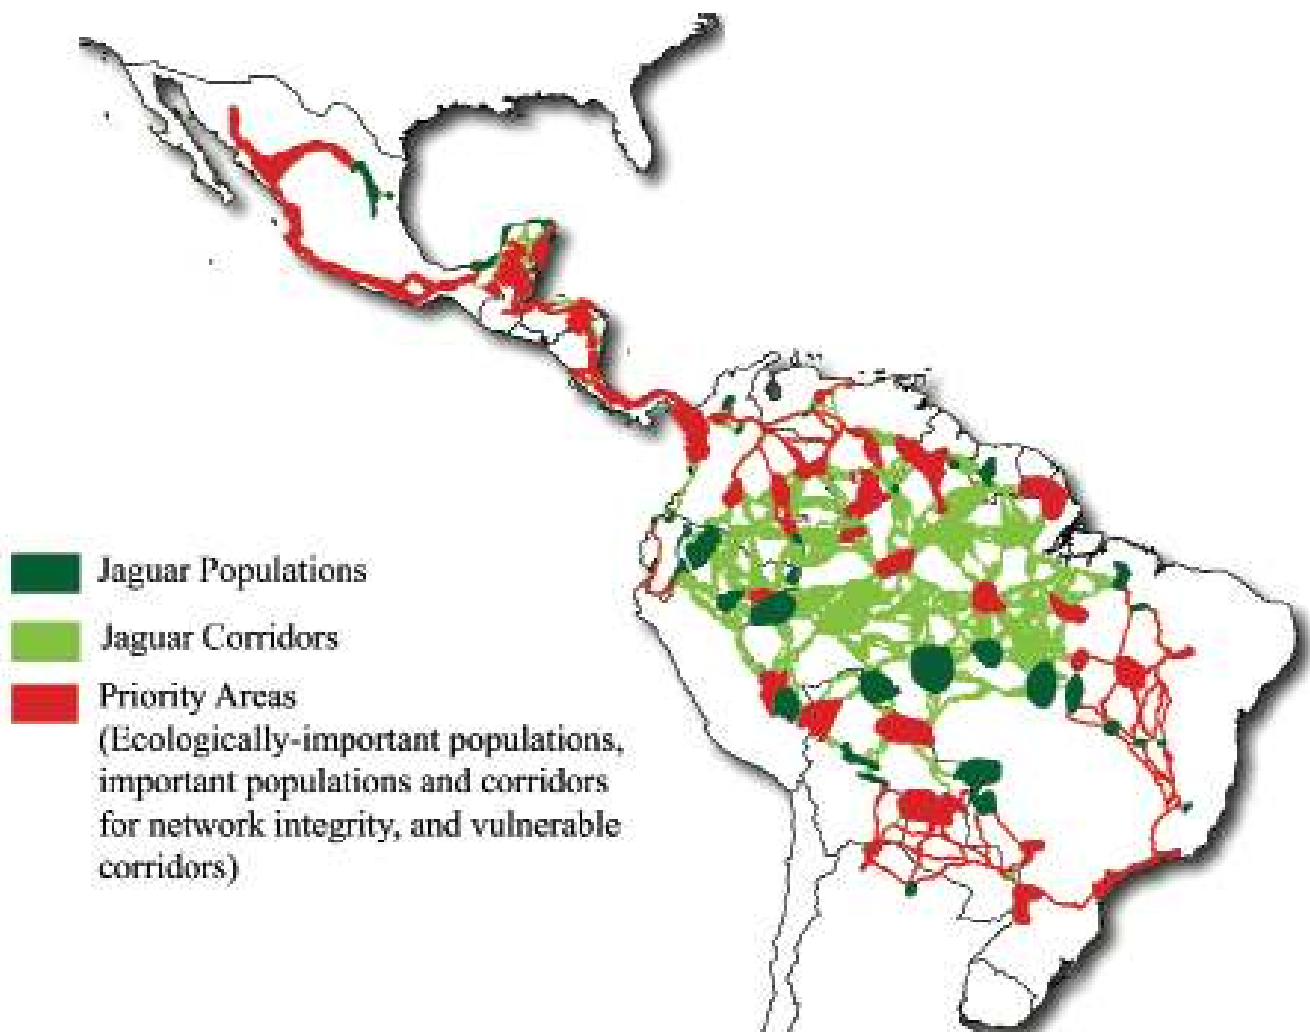 Jaguar Populations
Jaguar Corridors
Priority Areas
(Ecologically-important populations,
important populations and corridors
for network integrity, and vulnerable
corridors)